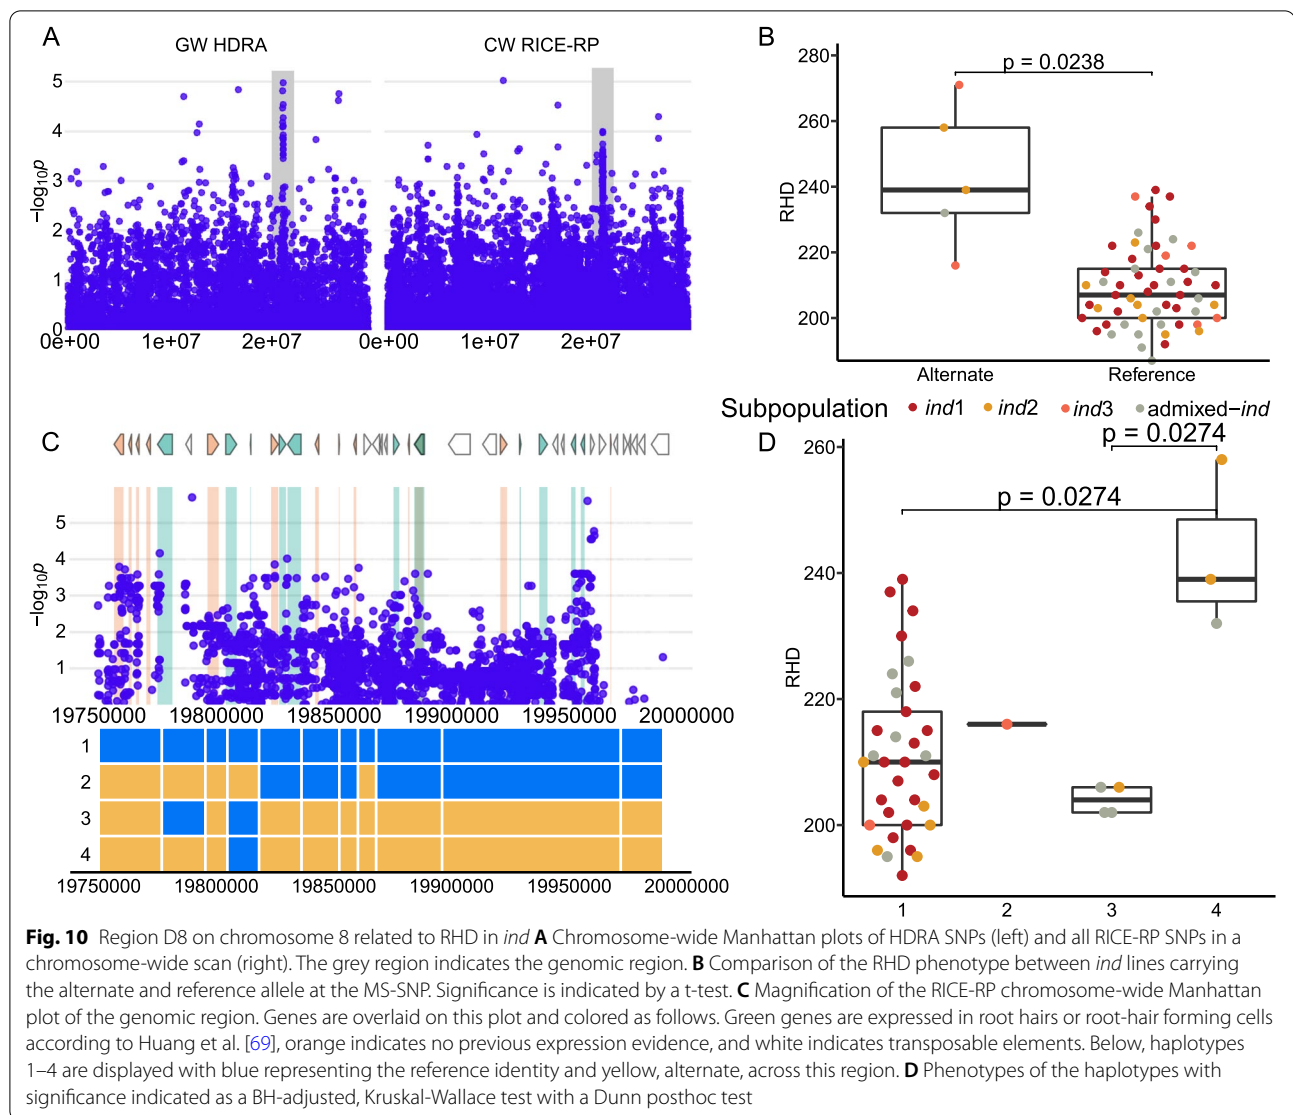 A
GW HDRA
CW RICE-RP
−log10p
5
4
3
2
1
0
0e+00 1e+07 2e+07
0e+00 1e+07 2e+07
B
p = 0.0238
RHD
280
260
240
220
200
Alternate Reference
Subpopulation ind1 ind2 ind3 admixed−ind
C
−log10p
5
4
3
2
1
19750000 19800000 19850000 19900000 19950000 20000000
1
2
3
4
19750000 19800000 19850000 19900000 19950000 20000000
D
p = 0.0274
p = 0.0274
RHD
260
240
220
200
1 2 3 4
Fig. 10 Region D8 on chromosome 8 related to RHD in ind A Chromosome-wide Manhattan plots of HDRA SNPs (left) and all RICE-RP SNPs in a
chromosome-wide scan (right). The grey region indicates the genomic region. B Comparison of the RHD phenotype between ind lines carrying
the alternate and reference allele at the MS-SNP. Significance is indicated by a t-test. C Magnification of the RICE-RP chromosome-wide Manhattan
plot of the genomic region. Genes are overlaid on this plot and colored as follows. Green genes are expressed in root hairs or root-hair forming cells
according to Huang et al. [69], orange indicates no previous expression evidence, and white indicates transposable elements. Below, haplotypes
1–4 are displayed with blue representing the reference identity and yellow, alternate, across this region. D Phenotypes of the haplotypes with
significance indicated as a BH-adjusted, Kruskal-Wallace test with a Dunn posthoc test